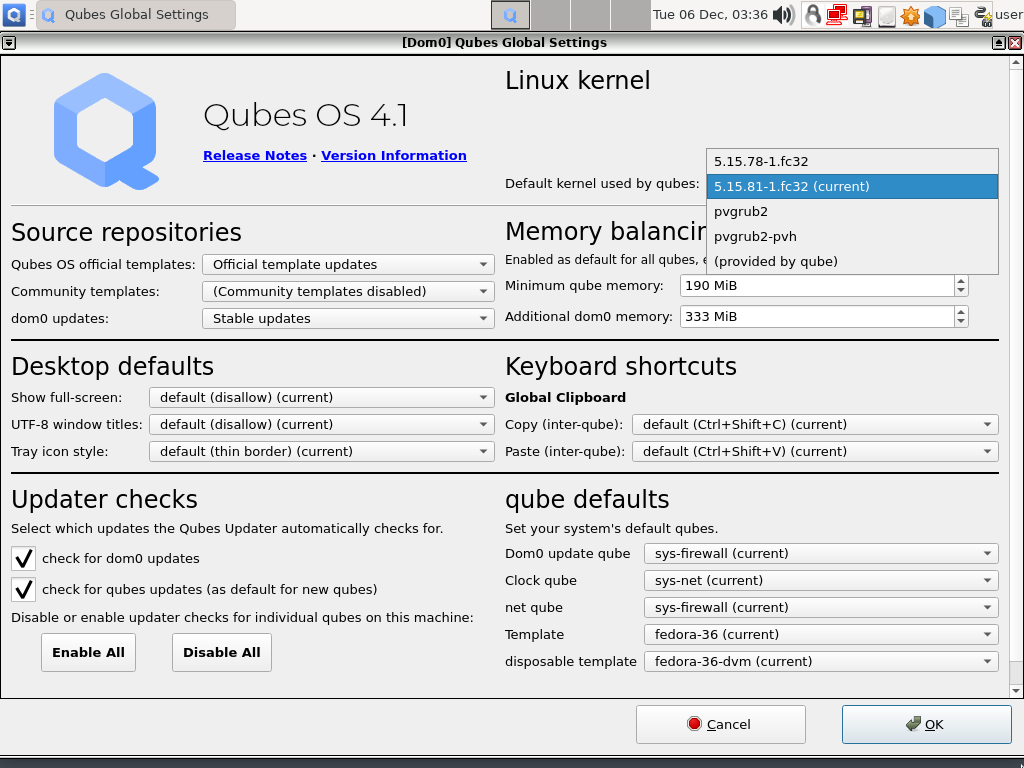 Qubes Global Settings
Tue 06 Dec, 03:36
user
[Dom0] Qubes Global Settings
Qubes OS 4.1
Release Notes · Version Information
Linux kernel
Default kernel used by qubes:
5.15.78-1.fc32
5.15.81-1.fc32 (current)
pvgrub2
pvgrub2-pvh
(provided by qube)
Source repositories
Qubes OS official templates: Official template updates
Community templates: (Community templates disabled)
dom0 updates: Stable updates
Memory balancin
Enabled as default for all qubes,
Minimum qube memory: 190 MiB
Additional dom0 memory: 333 MiB
Desktop defaults
Show full-screen: default (disallow) (current)
UTF-8 window titles: default (disallow) (current)
Tray icon style: default (thin border) (current)
Keyboard shortcuts
Global Clipboard
Copy (inter-qube): default (Ctrl+Shift+C) (current)
Paste (inter-qube): default (Ctrl+Shift+V) (current)
Updater checks
Select which updates the Qubes Updater automatically checks for.
check for dom0 updates
check for qubes updates (as default for new qubes)
Disable or enable updater checks for individual qubes on this machine:
Enable All Disable All
qube defaults
Set your system's default qubes.
Dom0 update qube sys-firewall (current)
Clock qube sys-net (current)
net qube sys-firewall (current)
Template fedora-36 (current)
disposable template fedora-36-dvm (current)
Cancel OK